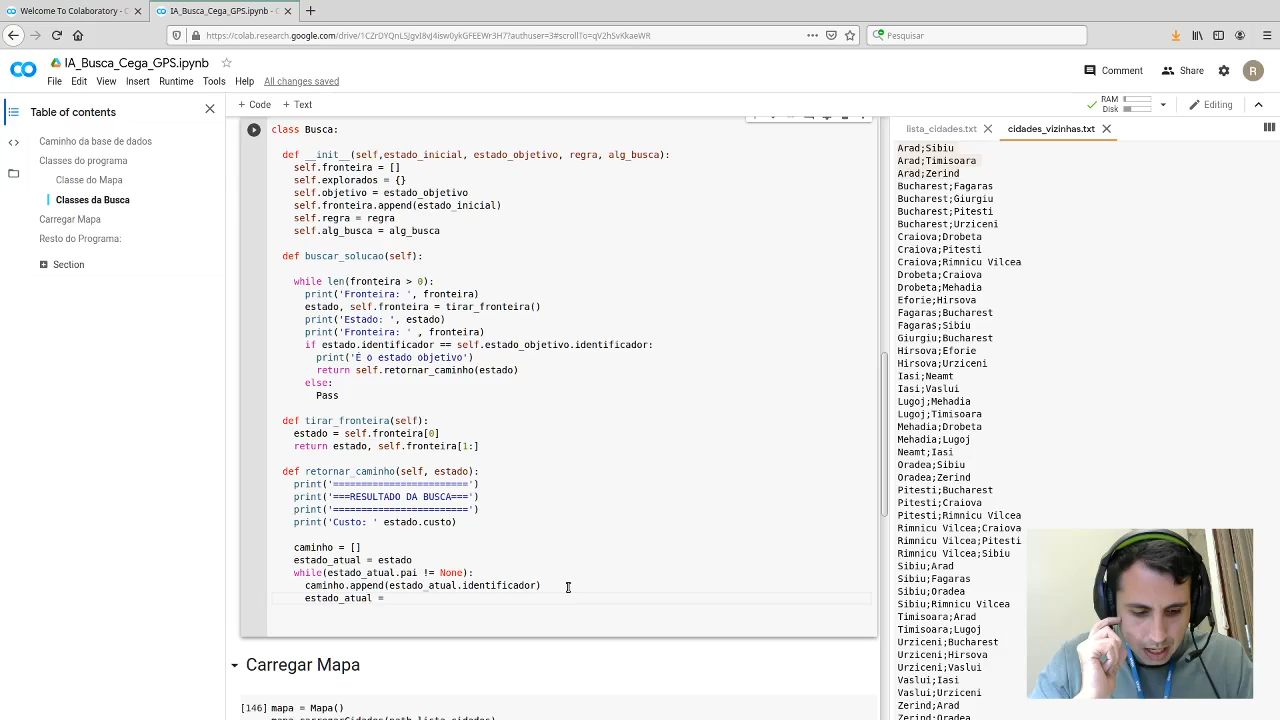 Welcome To Colaboratory - C
IA_Busca_Cega_GPS.ipynb - C
https://colab.research.google.com/drive/1CZrDYQnLSJgvI8vJ4isw0ykGFEEWr3H7?authuser=3#scrollTo=qV2hSvKkaeWR
Pesquisar
CO
IA_Busca_Cega_GPS.ipynb
Comment
Share
R
File Edit View Insert Runtime Tools Help All changes saved
Table of contents
+ Code + Text
RAM
Disk
Editing
Caminho da base de dados
Classes do programa
Classe do Mapa
Classes da Busca
Carregar Mapa
Resto do Programa:
Section
class Busca:
def __init__(self,estado_inicial, estado_objetivo, regra, alg_busca):
self.fronteira = []
self.explorados = {}
self.objetivo = estado_objetivo
self.fronteira.append(estado_inicial)
self.regra = regra
self.alg_busca = alg_busca
def buscar_solucao(self):
while len(fronteira > 0):
print('Fronteira: ', fronteira)
estado, self.fronteira = tirar_fronteira()
print('Estado: ', estado)
print('Fronteira: ' , fronteira)
if estado.identificador == self.estado_objetivo.identificador:
print('É o estado objetivo')
return self.retornar_caminho(estado)
else:
Pass
def tirar_fronteira(self):
estado = self.fronteira[0]
return estado, self.fronteira[1:]
def retornar_caminho(self, estado):
print('========================')
print('===RESULTADO DA BUSCA===')
print('========================')
print('Custo: ' estado.custo)
caminho = []
estado_atual = estado
while(estado_atual.pai != None):
caminho.append(estado_atual.identificador)
estado_atual =
Carregar Mapa
[146] mapa = Mapa()
mapa.carregarCidades(path_lista_cidades)
lista_cidades.txt
cidades_vizinhas.txt
Arad;Sibiu
Arad;Timisoara
Arad;Zerind
Bucharest;Fagaras
Bucharest;Giurgiu
Bucharest;Pitesti
Bucharest;Urziceni
Craiova;Drobeta
Craiova;Pitesti
Craiova;Rimnicu Vilcea
Drobeta;Craiova
Drobeta;Mehadia
Eforie;Hirsova
Fagaras;Bucharest
Fagaras;Sibiu
Giurgiu;Bucharest
Hirsova;Eforie
Hirsova;Urziceni
Iasi;Neamt
Iasi;Vaslui
Lugoj;Mehadia
Lugoj;Timisoara
Mehadia;Drobeta
Mehadia;Lugoj
Neamt;Iasi
Oradea;Sibiu
Oradea;Zerind
Pitesti;Bucharest
Pitesti;Craiova
Pitesti;Rimnicu Vilcea
Rimnicu Vilcea;Craiova
Rimnicu Vilcea;Pitesti
Rimnicu Vilcea;Sibiu
Sibiu;Arad
Sibiu;Fagaras
Sibiu;Oradea
Sibiu;Rimnicu Vilcea
Timisoara;Arad
Timisoara;Lugoj
Urziceni;Bucharest
Urziceni;Hirsova
Urziceni;Vaslui
Vaslui;Iasi
Vaslui;Urziceni
Zerind;Arad
Zerind;Oradea